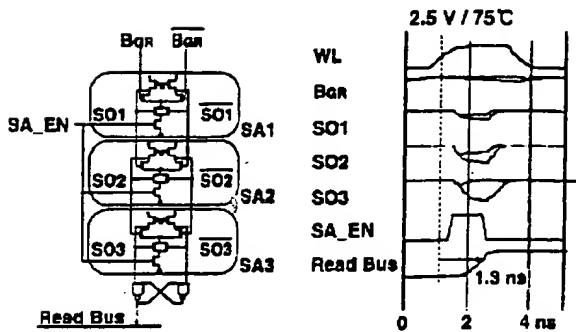 2.5 V / 75℃
BGR BGR
WL
BGR
SO1 SO1 SA1
SA_EN
SO1
SO2 SO2 SA2
SO2
SO3
SO3 SO3 SA3
SA_EN
Read Bus 1.3 ns
Read Bus
0 2 4 ns